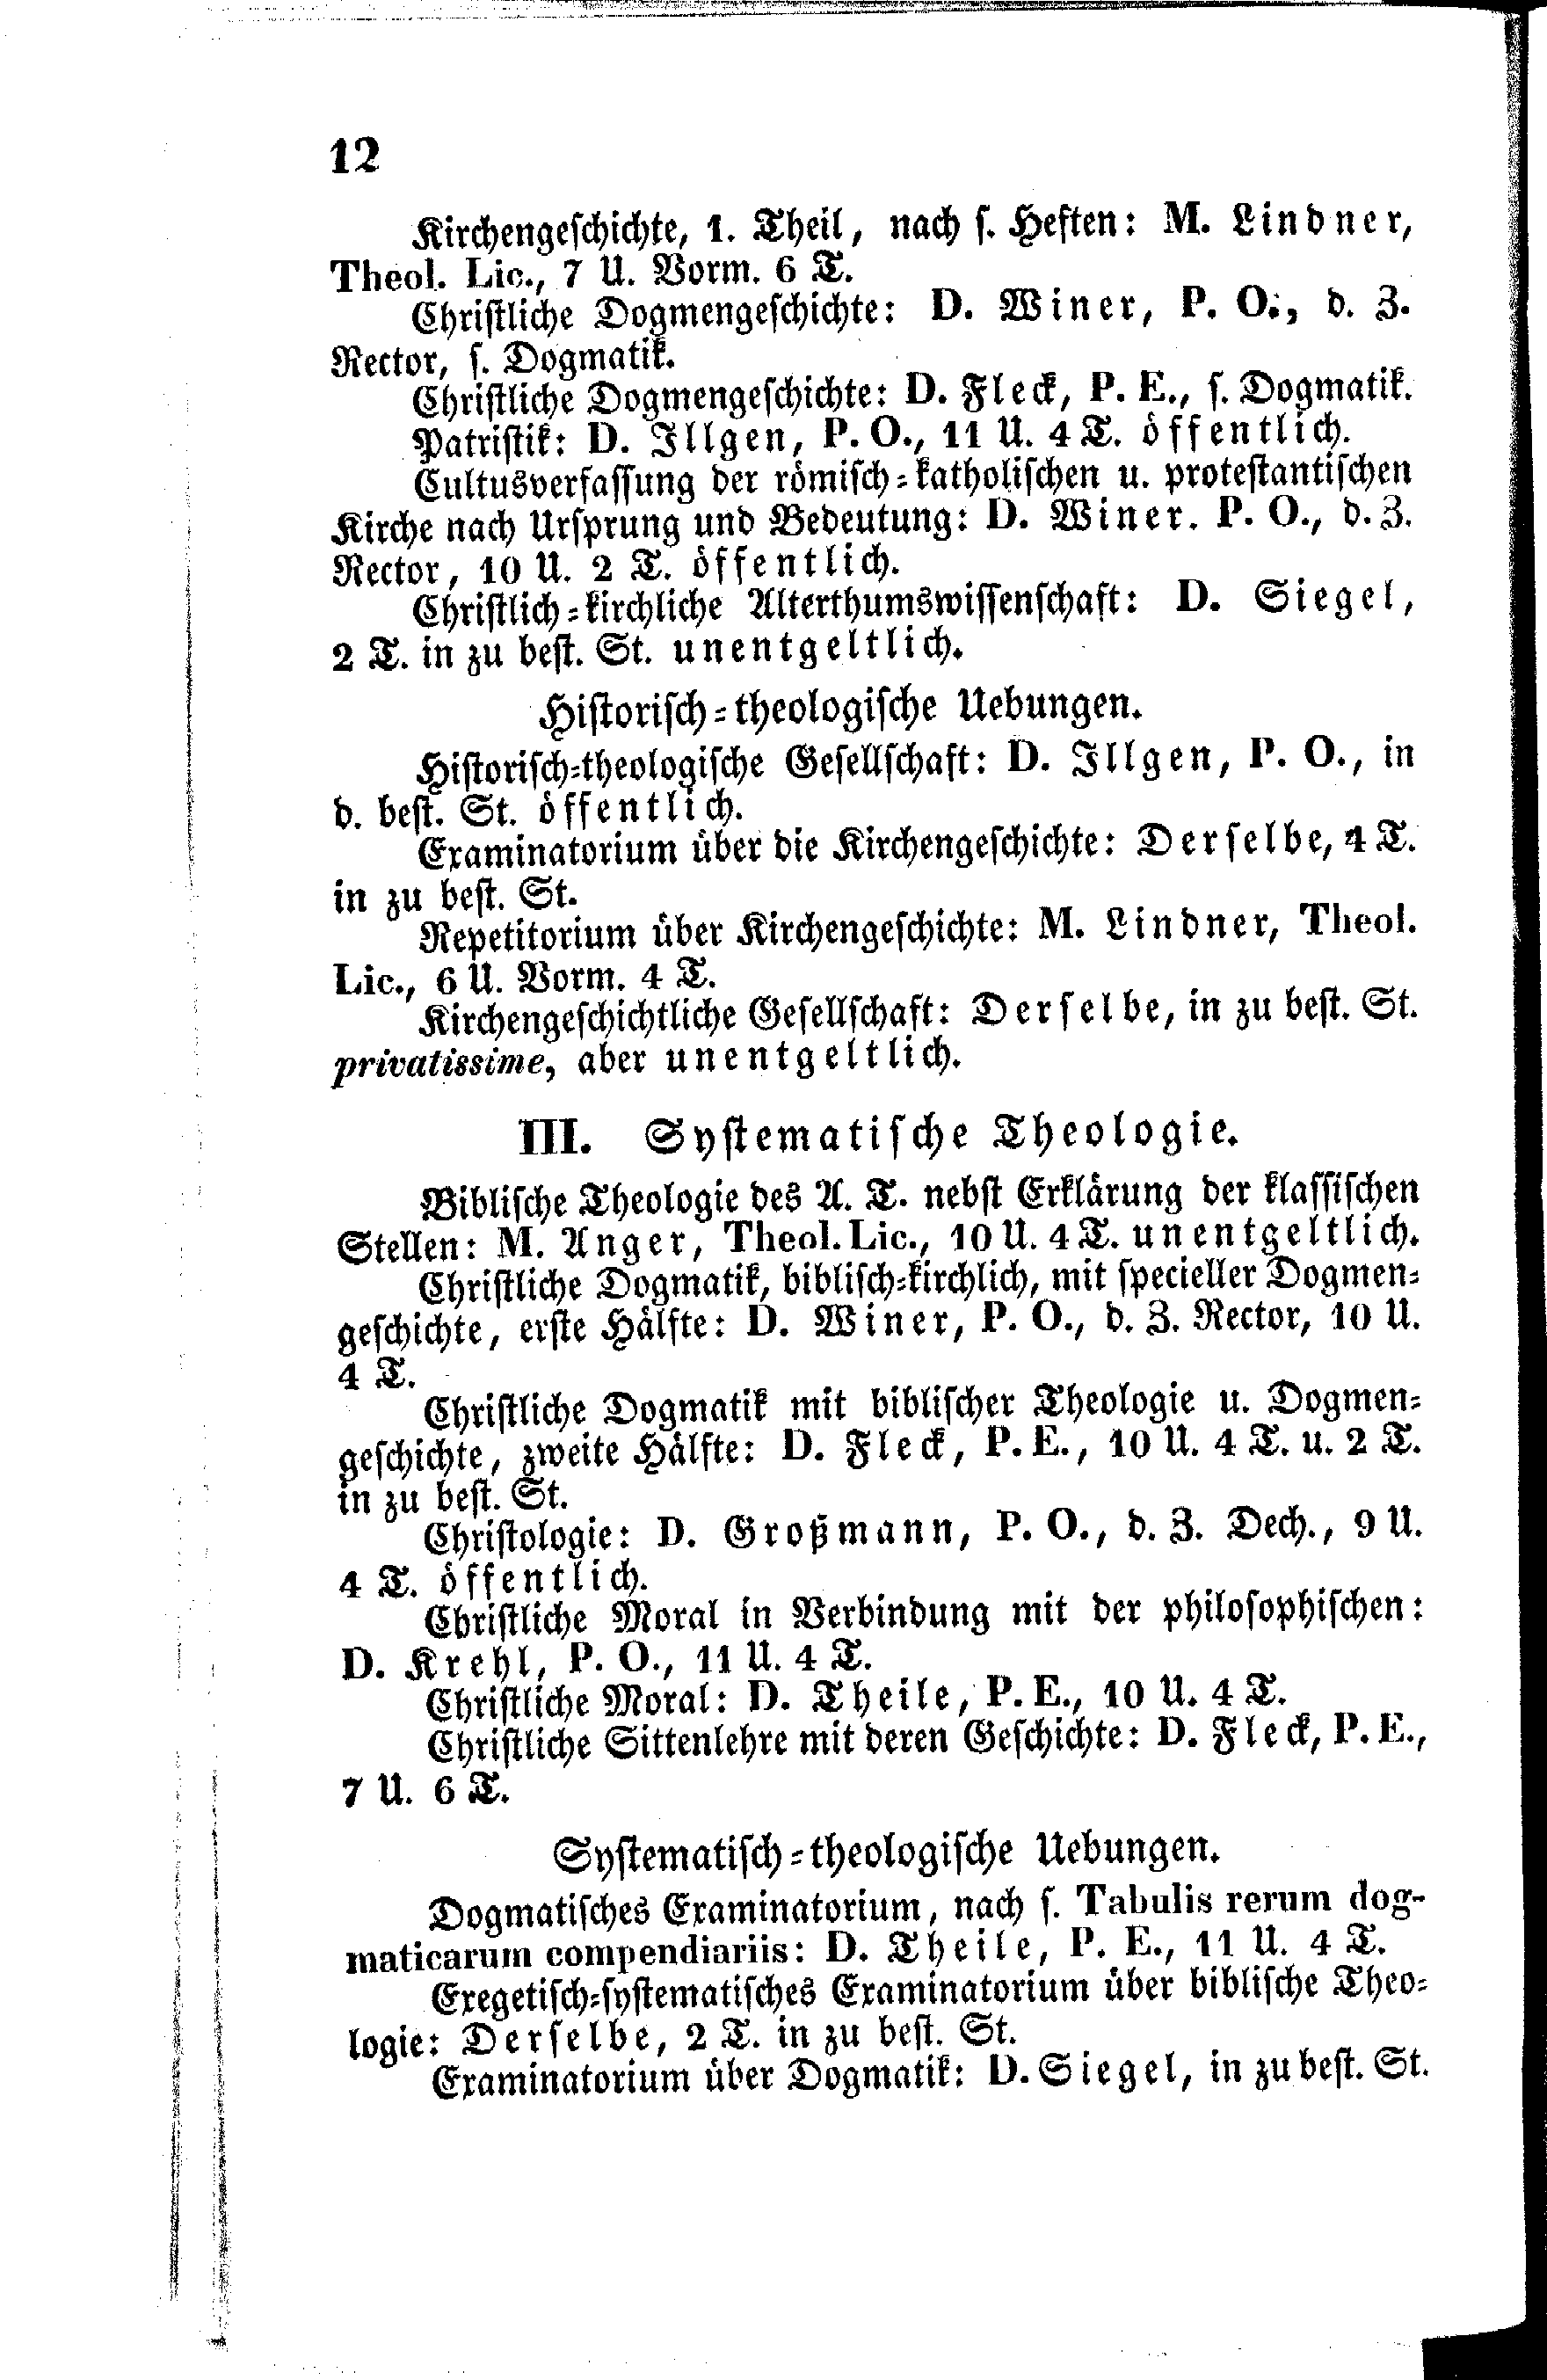 12
Kirchengeschichte, 1. Theil, nach s. Heften: M. Lindner,
Theol. Lic., 7 U. Vorm. 6 T.
Christliche Dogmengeschichte: D. Winer, P. O., d. Z.
Rector, s. Dogmatik.
Christliche Dogmengeschichte: D. Fleck, P. E., s. Dogmatik.
Patristik: D. Illgen, P. O., 11 U. 4 T. öffentlich.
Cultusverfassung der römisch-katholischen u. protestantischen
Kirche nach Ursprung und Bedeutung: D. Winer. P. O., d. Z.
Rector, 10 U. 2 T. öffentlich.
Christlich-kirchliche Alterthumswissenschaft: D. Siegel,
2 T. in zu best. St. unentgeltlich.
Historisch-theologische Uebungen.
Historisch-theologische Gesellschaft: D. Illgen, P. O., in
d. best. St. öffentlich.
Examinatorium über die Kirchengeschichte: Derselbe, 4 T.
in zu best. St.
Repetitorium über Kirchengeschichte: M. Lindner, Theol.
Lic., 6 U. Vorm. 4 T.
Kirchengeschichtliche Gesellschaft: Derselbe, in zu best. St.
privatissime, aber unentgeltlich.
III. Systematische Theologie.
Biblische Theologie des A. T. nebst Erklärung der klassischen
Stellen: M. Anger, Theol. Lic., 10 U. 4 T. unentgeltlich.
Christliche Dogmatik, biblisch-kirchlich, mit specieller Dogmen-
geschichte, erste Hälfte: D. Winer, P. O., d. Z. Rector, 10 U.
4 T.
Christliche Dogmatik mit biblischer Theologie u. Dogmen-
geschichte, zweite Hälfte: D. Fleck, P. E., 10 U. 4 T. u. 2 T.
in zu best. St.
Christologie: D. Großmann, P. O., d. Z. Dech., 9 U.
4 T. öffentlich.
Christliche Moral in Verbindung mit der philosophischen:
D. Krehl, P. O., 11 U. 4 T.
Christliche Moral: D. Theile, P. E., 10 U. 4 T.
Christliche Sittenlehre mit deren Geschichte: D. Fleck, P. E.,
7 U. 6 T.
Systematisch-theologische Uebungen.
Dogmatisches Examinatorium, nach s. Tabulis rerum dog-
maticarum compendiariis: D. Theile, P. E., 11 U. 4 T.
Exegetisch-systematisches Examinatorium über biblische Theo-
logie: Derselbe, 2 T. in zu best. St.
Examinatorium über Dogmatik: D. Siegel, in zu best. St.